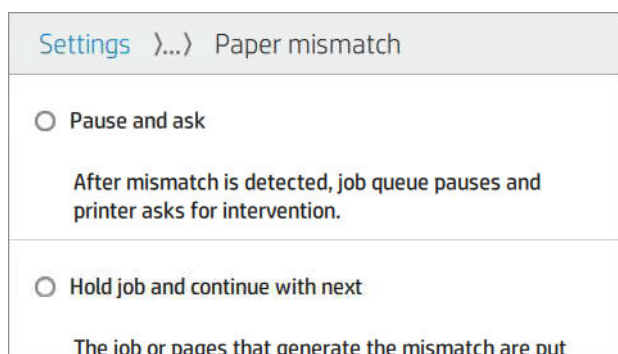 Settings ⟩...⟩ Paper mismatch
Pause and ask
After mismatch is detected, job queue pauses and
printer asks for intervention.
Hold job and continue with next
The job or pages that generate the mismatch are put